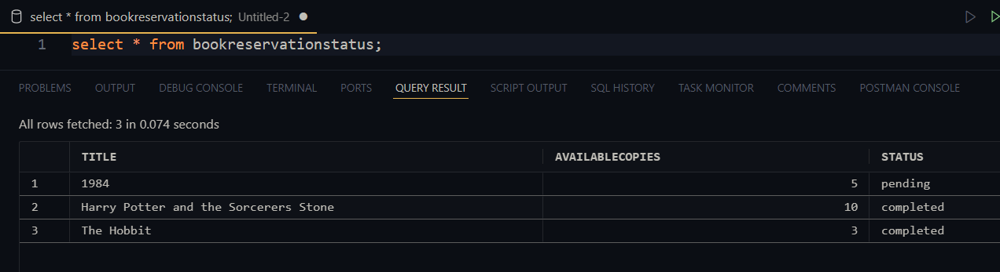 select * from bookreservationstatus; Untitled-2
1 select * from bookreservationstatus;
PROBLEMS OUTPUT DEBUG CONSOLE TERMINAL PORTS QUERY RESULT SCRIPT OUTPUT SQL HISTORY TASK MONITOR COMMENTS POSTMAN CONSOLE
All rows fetched: 3 in 0.074 seconds
TITLE AVAILABLECOPIES STATUS
1 1984 5 pending
2 Harry Potter and the Sorcerers Stone 10 completed
3 The Hobbit 3 completed